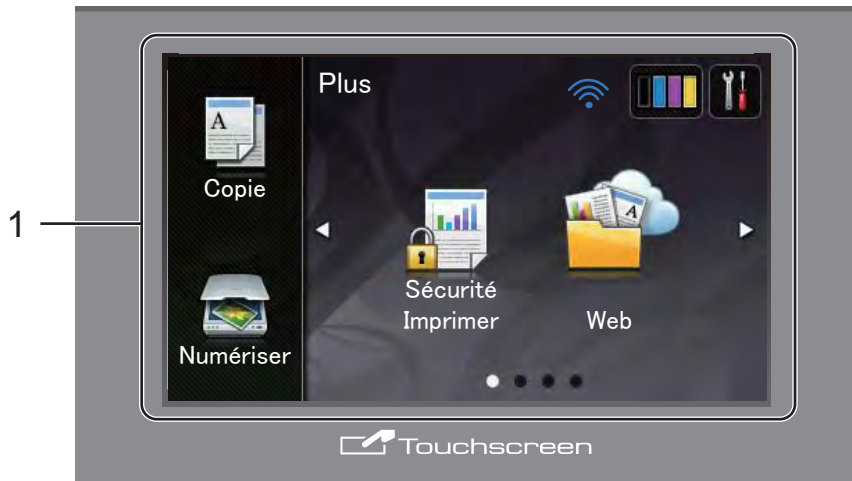 1
Plus
A
Copie
A
Sécurité
Imprimer
Web
Numériser
Touchscreen